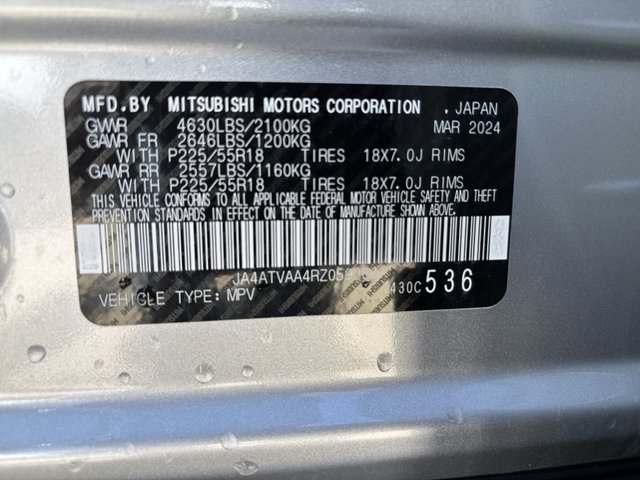 MFD.BY MITSUBISHI MOTORS CORPORATION . JAPAN
GVWR 4630LBS/2100KG MAR 2024
GAWR FR 2646LBS/1200KG
WITH P225/55R18 TIRES 18X7.0J RIMS
GAWR RR 2557LBS/1160KG
WITH P225/55R18 TIRES 18X7.0J RIMS
THIS VEHICLE CONFORMS TO ALL APPLICABLE FEDERAL MOTOR VEHICLE SAFETY AND THEFT
PREVENTION STANDARDS IN EFFECT ON THE DATE OF MANUFACTURE SHOWN ABOVE.
430C 536
VEHICLE TYPE: MPV